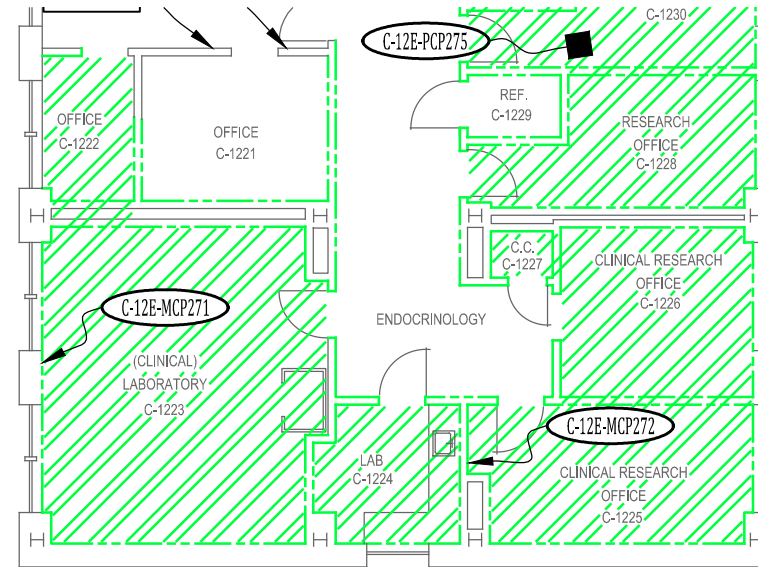 C-1230
C-12E-PCP275
REF.
C-1229
OFFICE
C-1222
OFFICE
C-1221
RESEARCH
OFFICE
C-1228
C.C.
C-1227
CLINICAL RESEARCH
OFFICE
C-1226
C-12E-MCP271
ENDOCRINOLOGY
(CLINICAL)
LABORATORY
C-1223
C-12E-MCP272
LAB
C-1224
CLINICAL RESEARCH
OFFICE
C-1225